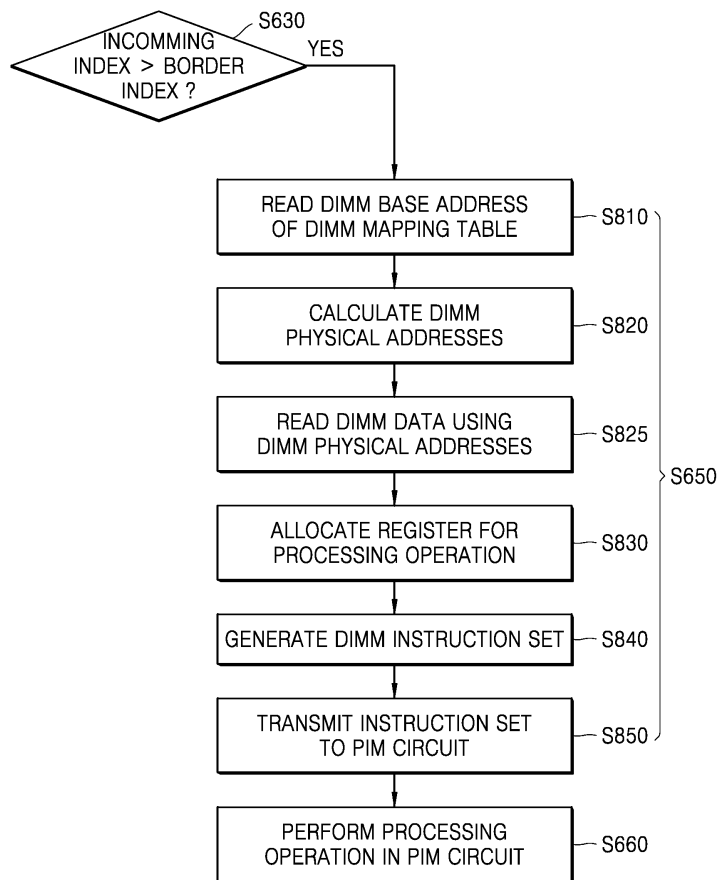 S630
INCOMMING
INDEX > BORDER
INDEX ?
YES
READ DIMM BASE ADDRESS
OF DIMM MAPPING TABLE
S810
CALCULATE DIMM
PHYSICAL ADDRESSES
S820
READ DIMM DATA USING
DIMM PHYSICAL ADDRESSES
S825
S650
ALLOCATE REGISTER FOR
PROCESSING OPERATION
S830
GENERATE DIMM INSTRUCTION SET
S840
TRANSMIT INSTRUCTION SET
TO PIM CIRCUIT
S850
PERFORM PROCESSING
OPERATION IN PIM CIRCUIT
S660